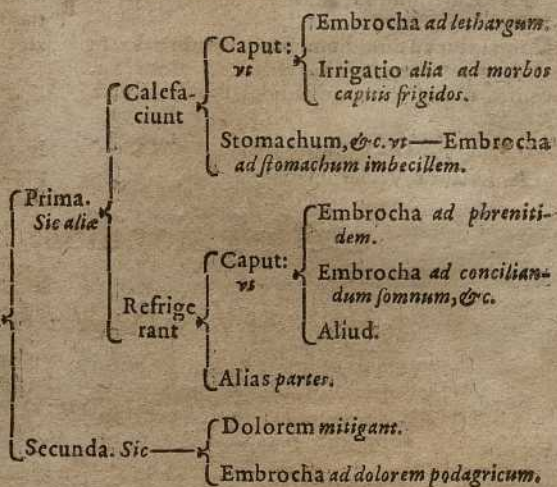 Embrocha ad lethargum.
Caput:
vt
Irrigatio alia ad morbos
capitis frigidos.
Calefa-
ciunt
Stomachum, &c. vt—Embrocha
ad stomachum imbecillem.
Prima.
Sic aliæ
Embrocha ad phreniti-
dem.
Caput:
vt
Embrocha ad concilian-
dum somnum, &c.
Aliud.
Refrige
rant
Alias partes.
Dolorem mitigant.
Secunda. Sic
Embrocha ad dolorem podagricum.